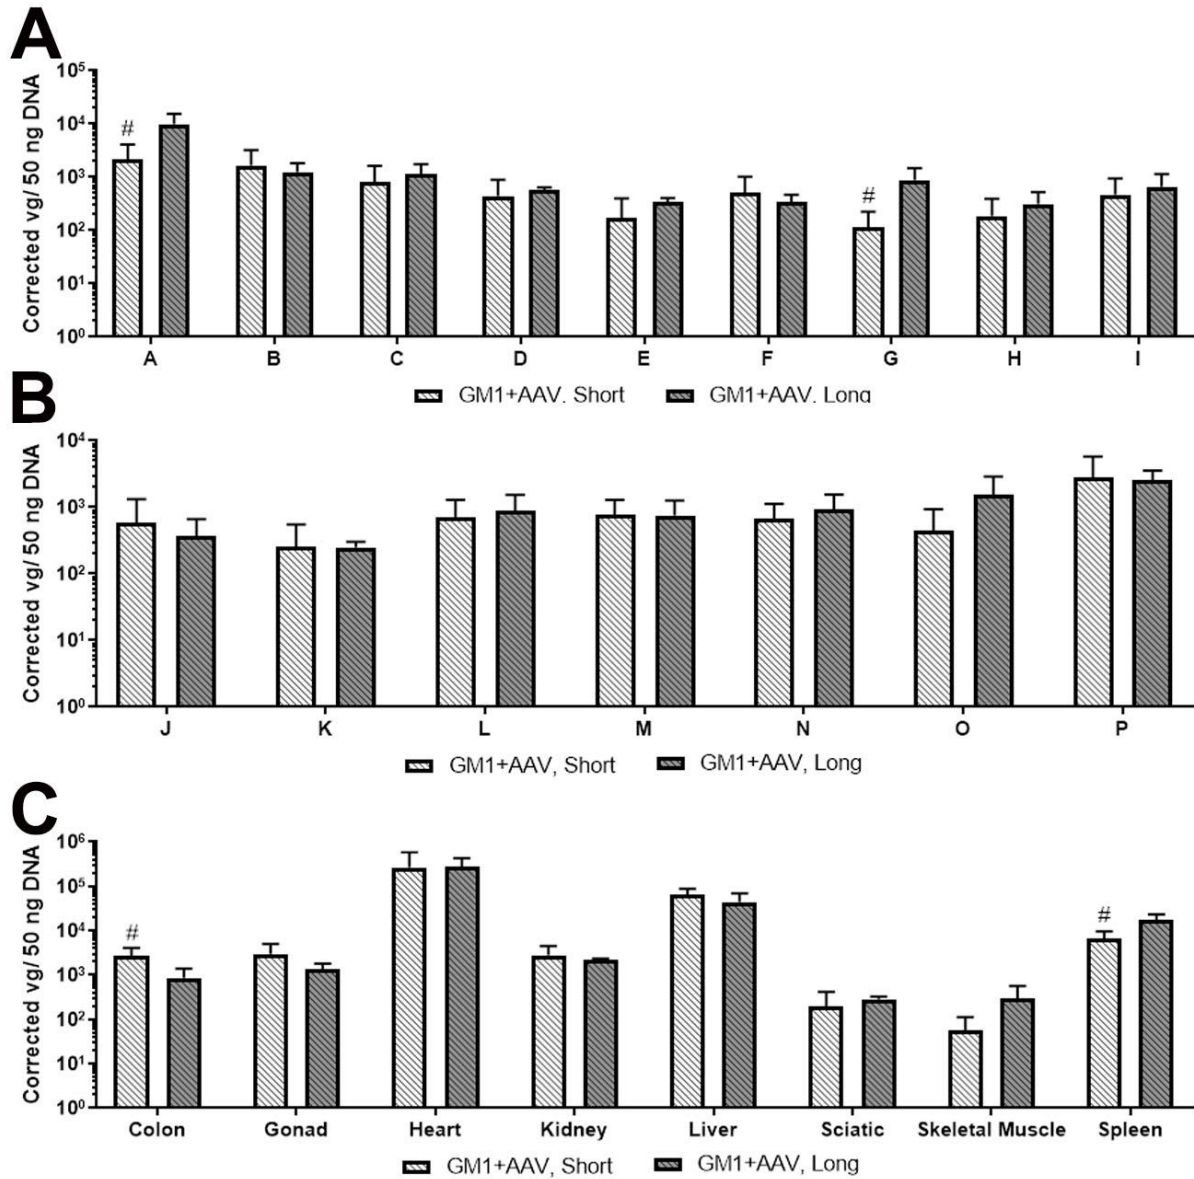 A
Corrected vg/ 50 ng DNA
10⁵
10⁴
10³
10²
10¹
10⁰
#
#
A B C D E F G H I
GM1+AAV, Short GM1+AAV, Long
B
Corrected vg/ 50 ng DNA
10⁴
10³
10²
10¹
10⁰
J K L M N O P
GM1+AAV, Short GM1+AAV, Long
C
Corrected vg/ 50 ng DNA
10⁶
10⁵
10⁴
10³
10²
10¹
10⁰
#
#
Colon Gonad Heart Kidney Liver Sciatic Skeletal Muscle Spleen
GM1+AAV, Short GM1+AAV, Long